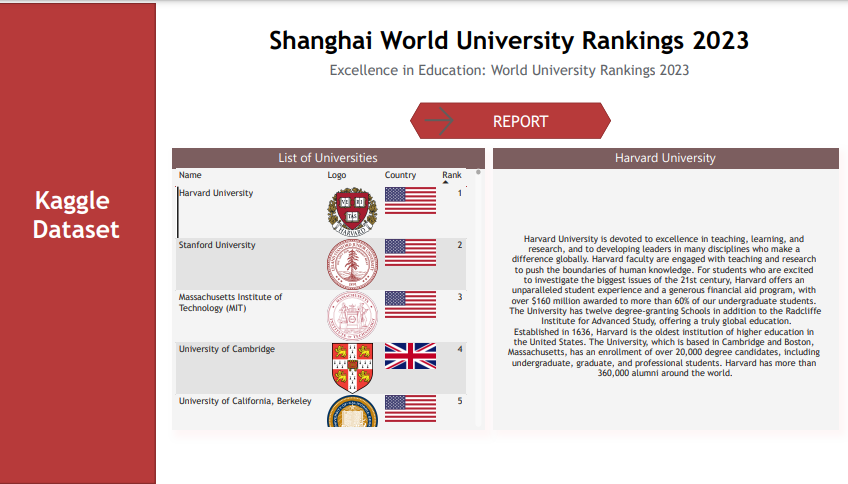 Shanghai World University Rankings 2023
Excellence in Education: World University Rankings 2023
REPORT
Kaggle
Dataset
List of Universities
Name Logo Country Rank
Harvard University 1
VE RI
TAS
HARVARD
Stanford University 2
Massachusetts Institute of
Technology (MIT) 3
University of Cambridge 4
University of California, Berkeley 5
Harvard University
Harvard University is devoted to excellence in teaching, learning, and
research, and to developing leaders in many disciplines who make a
difference globally. Harvard faculty are engaged with teaching and research
to push the boundaries of human knowledge. For students who are excited
to investigate the biggest issues of the 21st century, Harvard offers an
unparalleled student experience and a generous financial aid program, with
over $160 million awarded to more than 60% of our undergraduate students.
The University has twelve degree-granting Schools in addition to the Radcliffe
Institute for Advanced Study, offering a truly global education.
Established in 1636, Harvard is the oldest institution of higher education in
the United States. The University, which is based in Cambridge and Boston,
Massachusetts, has an enrollment of over 20,000 degree candidates, including
undergraduate, graduate, and professional students. Harvard has more than
360,000 alumni around the world.